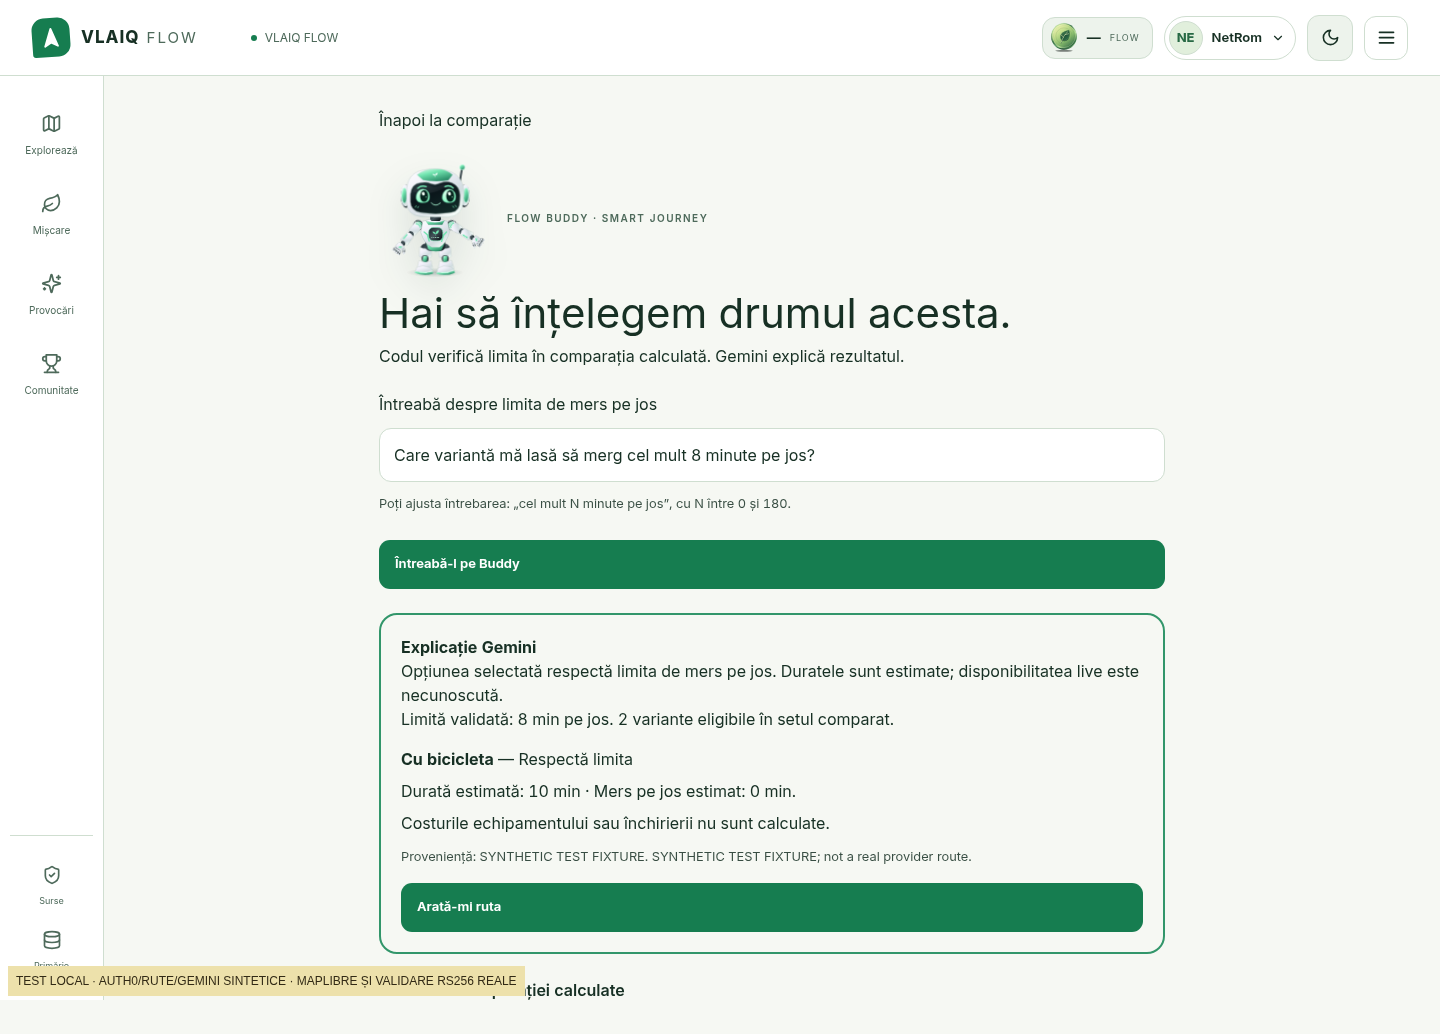 VLAIQ FLOW
VLAIQ FLOW
— FLOW
NE NetRom
Explorează
Mișcare
Provocări
Comunitate
Surse
Înapoi la comparație
FLOW BUDDY · SMART JOURNEY
Hai să înțelegem drumul acesta.
Codul verifică limita în comparația calculată. Gemini explică rezultatul.
Întreabă despre limita de mers pe jos
Care variantă mă lasă să merg cel mult 8 minute pe jos?
Poți ajusta întrebarea: „cel mult N minute pe jos”, cu N între 0 și 180.
Întreabă-l pe Buddy
Explicație Gemini
Opțiunea selectată respectă limita de mers pe jos. Duratele sunt estimate; disponibilitatea live este
necunoscută.
Limită validată: 8 min pe jos. 2 variante eligibile în setul comparat.
Cu bicicleta — Respectă limita
Durată estimată: 10 min · Mers pe jos estimat: 0 min.
Costurile echipamentului sau închirierii nu sunt calculate.
Proveniență: SYNTHETIC TEST FIXTURE. SYNTHETIC TEST FIXTURE; not a real provider route.
Arată-mi ruta
TEST LOCAL · AUTH0/RUTE/GEMINI SINTETICE · MAPLIBRE ȘI VALIDARE RS256 REALE
calculate